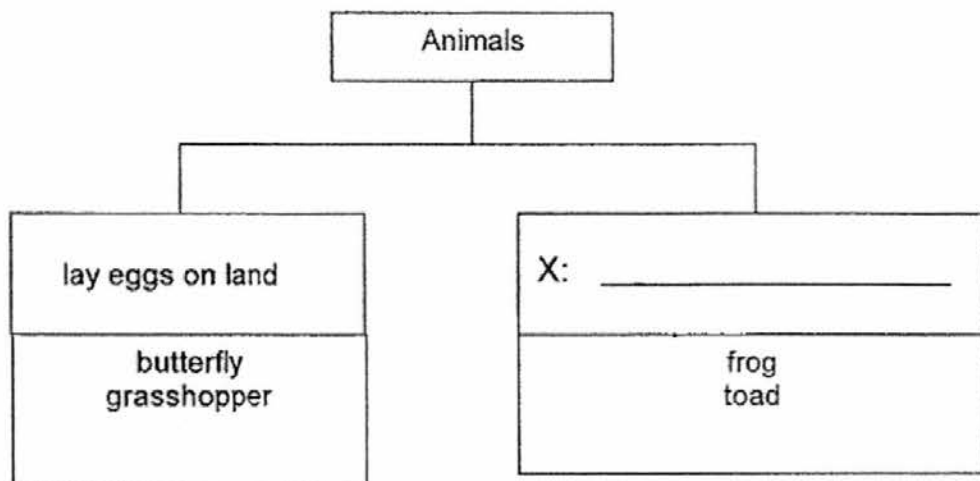 Animals
lay eggs on land
butterfly
grasshopper
X:
frog
toad